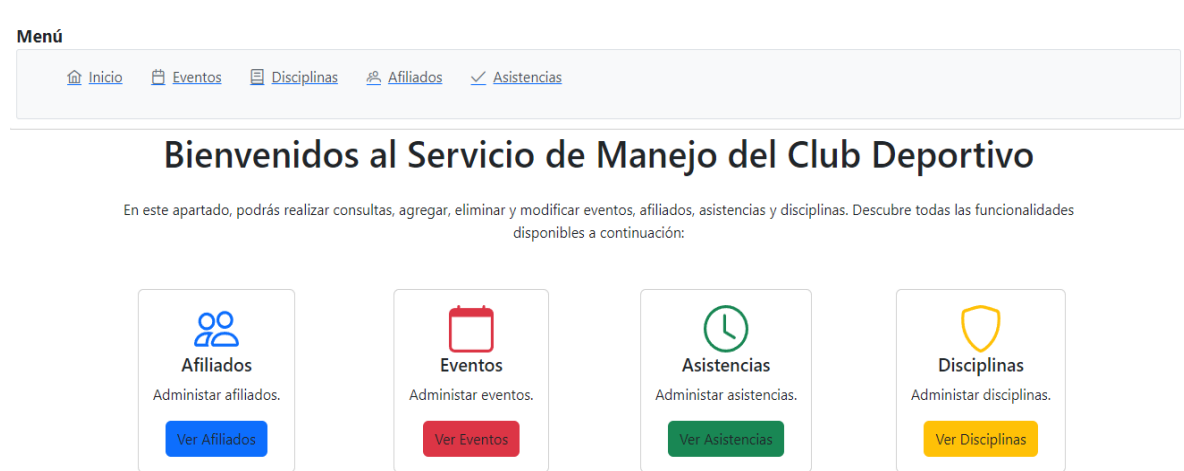 Menú
Inicio Eventos Disciplinas Afiliados Asistencias
Bienvenidos al Servicio de Manejo del Club Deportivo
En este apartado, podrás realizar consultas, agregar, eliminar y modificar eventos, afiliados, asistencias y disciplinas. Descubre todas las funcionalidades
disponibles a continuación:
Afiliados
Administar afiliados.
Ver Afiliados
Eventos
Administar eventos.
Ver Eventos
Asistencias
Administar asistencias.
Ver Asistencias
Disciplinas
Administar disciplinas.
Ver Disciplinas